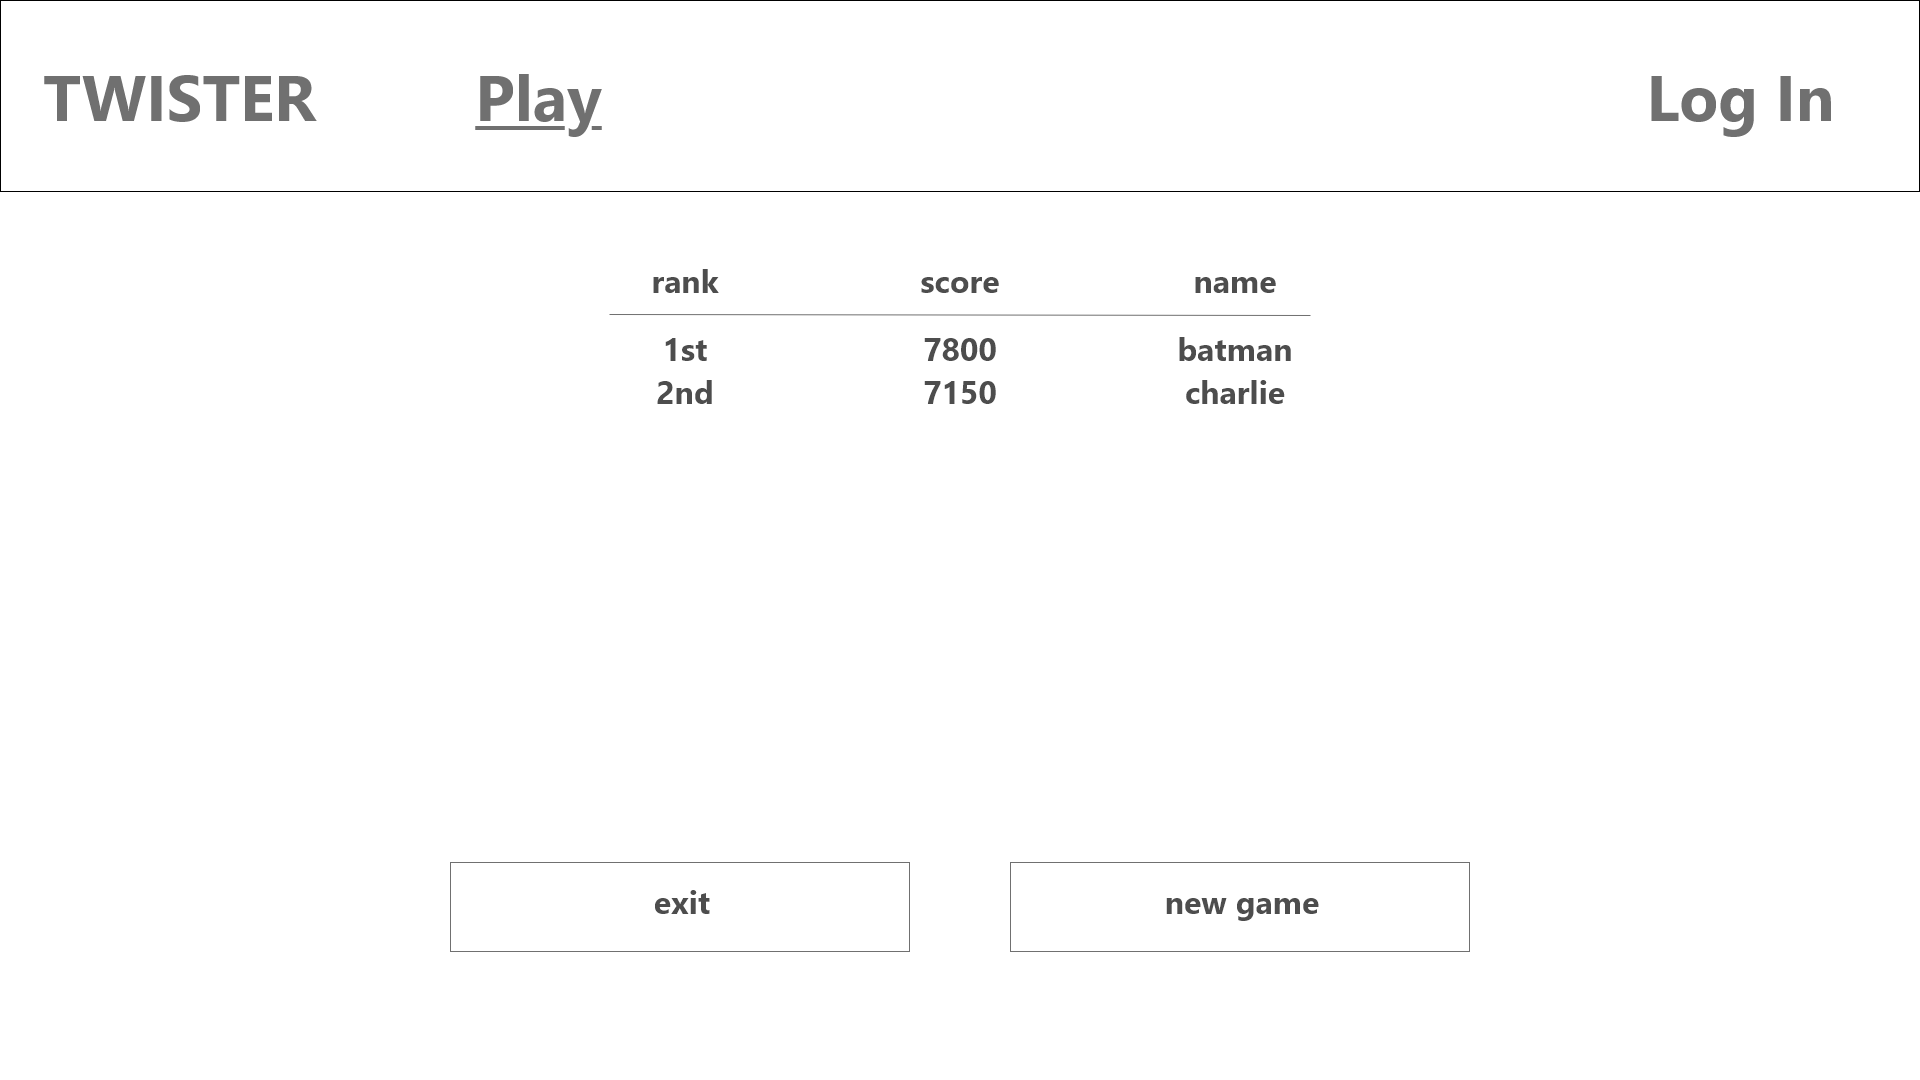 TWISTER Play Log In
rank score name
1st 7800 batman
2nd 7150 charlie
exit new game